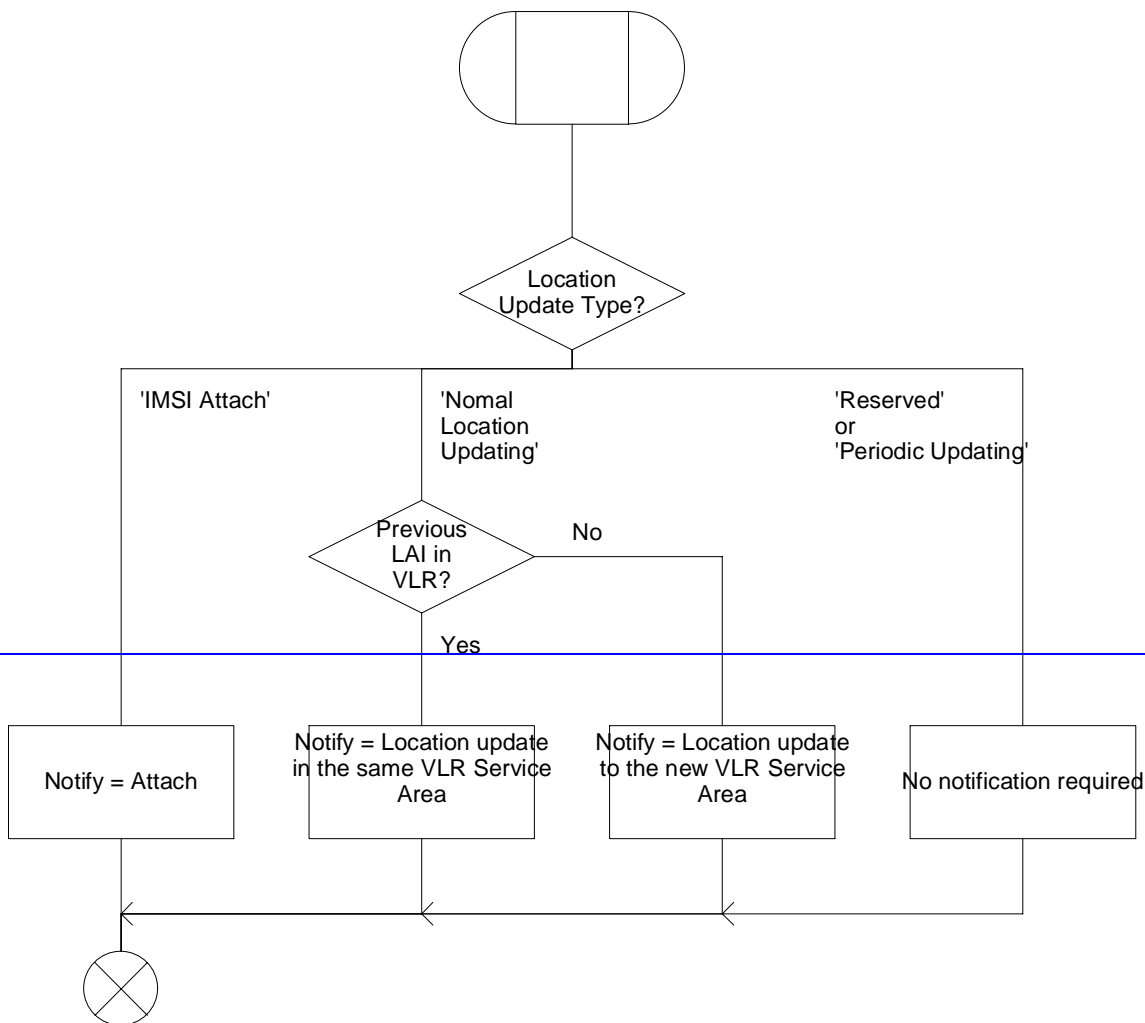 Location
Update Type?
'IMSI Attach'
'Nomal
Location
Updating'
'Reserved'
or
'Periodic Updating'
Previous
LAI in
VLR?
No
Yes
Notify = Attach
Notify = Location update
in the same VLR Service
Area
Notify = Location update
to the new VLR Service
Area
No notification required